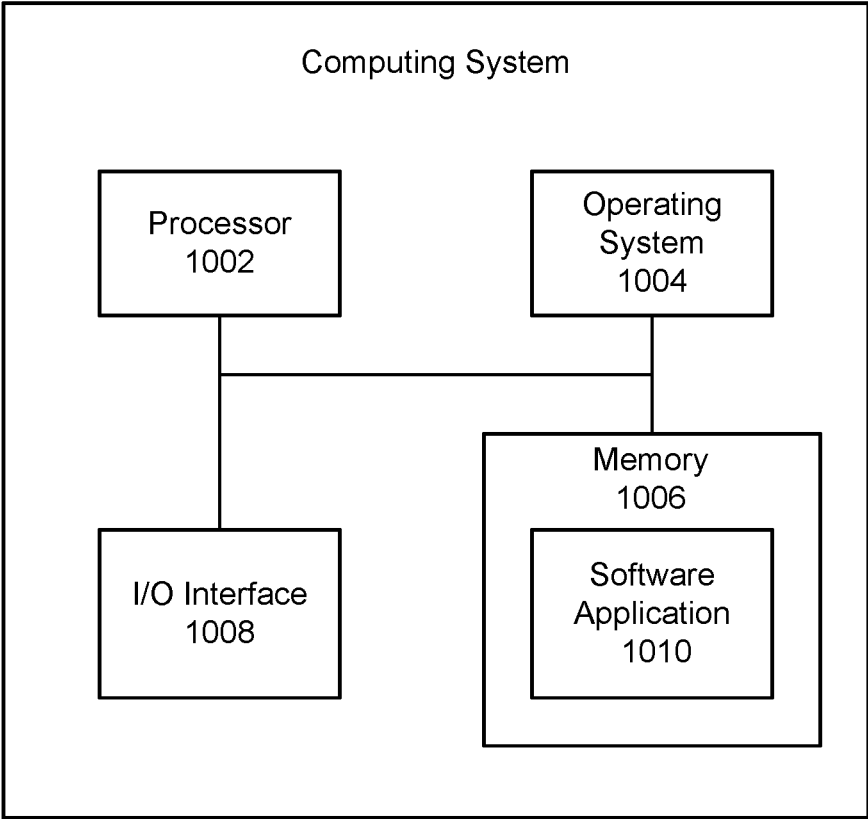 Computing System
Processor
1002
Operating
System
1004
Memory
1006
I/O Interface
1008
Software
Application
1010